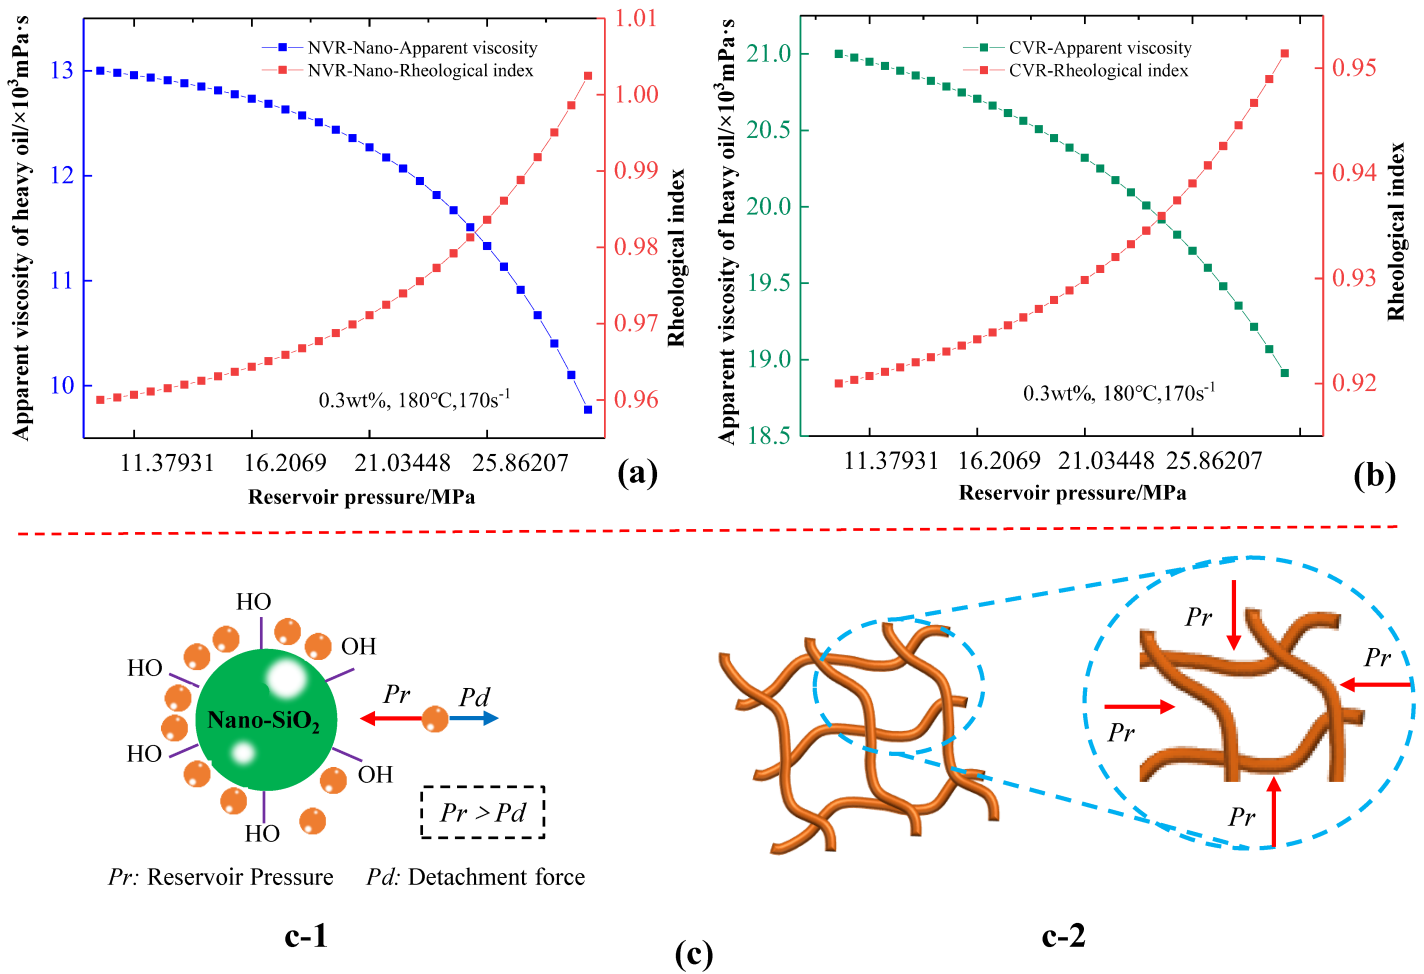 Apparent viscosity of heavy oil/×10³mPa·s
13
12
11
10
NVR-Nano-Apparent viscosity
NVR-Nano-Rheological index
0.3wt%, 180℃,170s⁻¹
1.01
1.00
0.99
0.98
0.97
0.96
Rheological index
11.37931 16.2069 21.03448 25.86207
Reservoir pressure/MPa
(a)
Apparent viscosity of heavy oil/×10³mPa·s
21.0
20.5
20.0
19.5
19.0
18.5
CVR-Apparent viscosity
CVR-Rheological index
0.3wt%, 180℃,170s⁻¹
0.95
0.94
0.93
0.92
Rheological index
11.37931 16.2069 21.03448 25.86207
Reservoir pressure/MPa
(b)
HO
OH
HO
Nano-SiO₂
HO
OH
HO
Pr
Pd
Pr > Pd
Pr: Reservoir Pressure
Pd: Detachment force
c-1
Pr
Pr
Pr
Pr
c-2
(c)